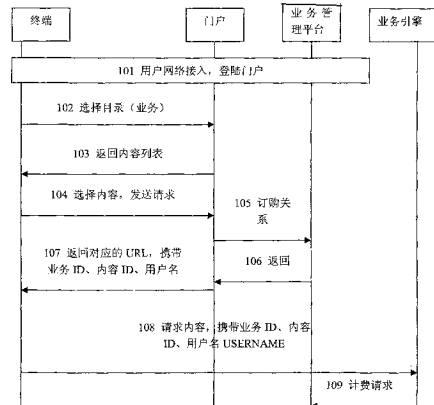 终端
门户
业务管
理平台
业务引擎
101 用户网络接入，登陆门户
102 选择目录（业务）
103 返回内容列表
104 选择内容，发送请求
105 订购关
系
106 返回
107 返回对应的 URL，携带
业务 ID、内容 ID、用户名
108 请求内容，携带业务 ID、内容
ID、用户名 USERNAME
109 计费请求